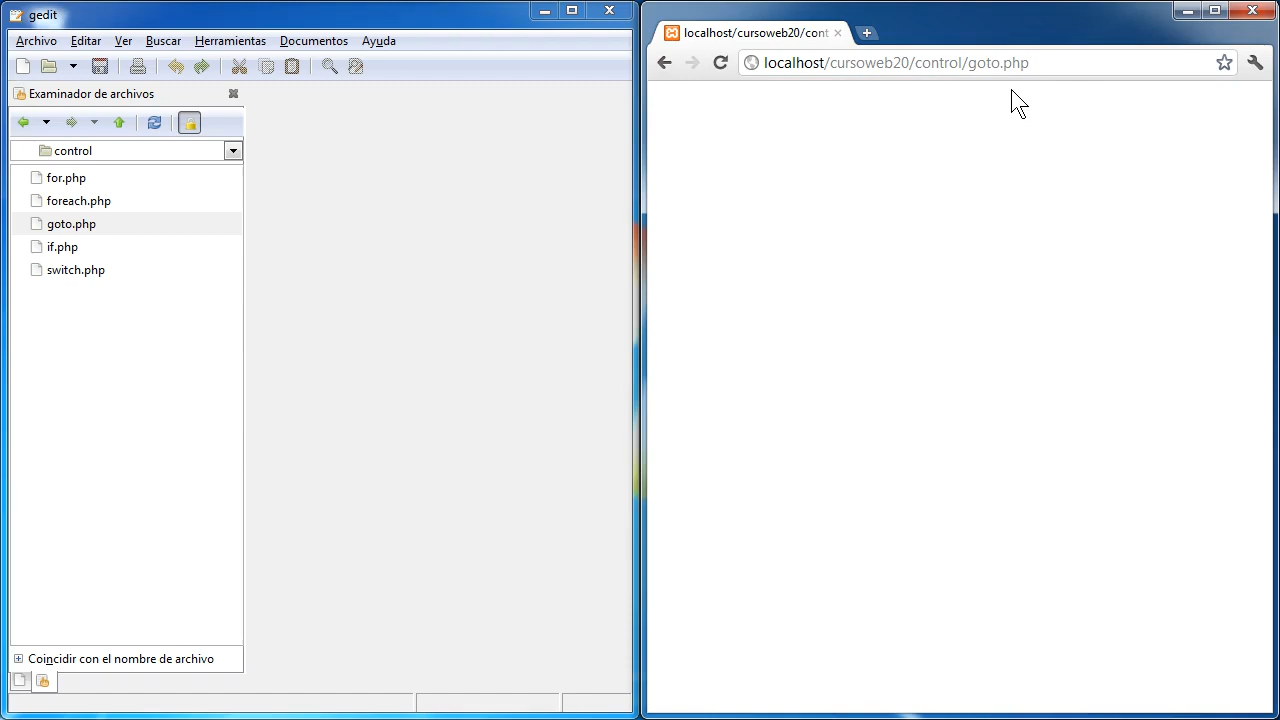 gedit
Archivo Editar Ver Buscar Herramientas Documentos Ayuda
Examinador de archivos
control
for.php
foreach.php
goto.php
if.php
switch.php
Coincidir con el nombre de archivo
localhost/cursoweb20/cont
localhost/cursoweb20/control/goto.php